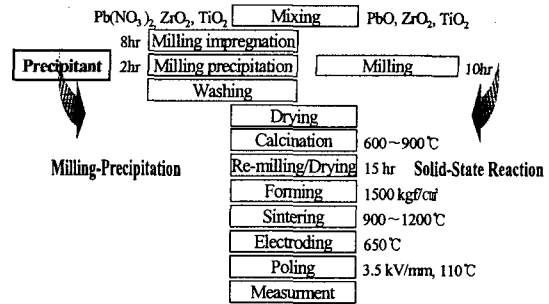 Pb(NO₃)₂, ZrO₂, TiO₂ Mixing PbO, ZrO₂, TiO₂
8hr Milling impregnation
Precipitant 2hr Milling precipitation Milling 10hr
Washing
Drying
Calcination 600～900℃
Milling-Precipitation Re-milling/Drying 15 hr Solid-State Reaction
Forming 1500 kgf/㎠
Sintering 900～1200℃
Electroding 650℃
Poling 3.5 kV/mm, 110℃
Measurment